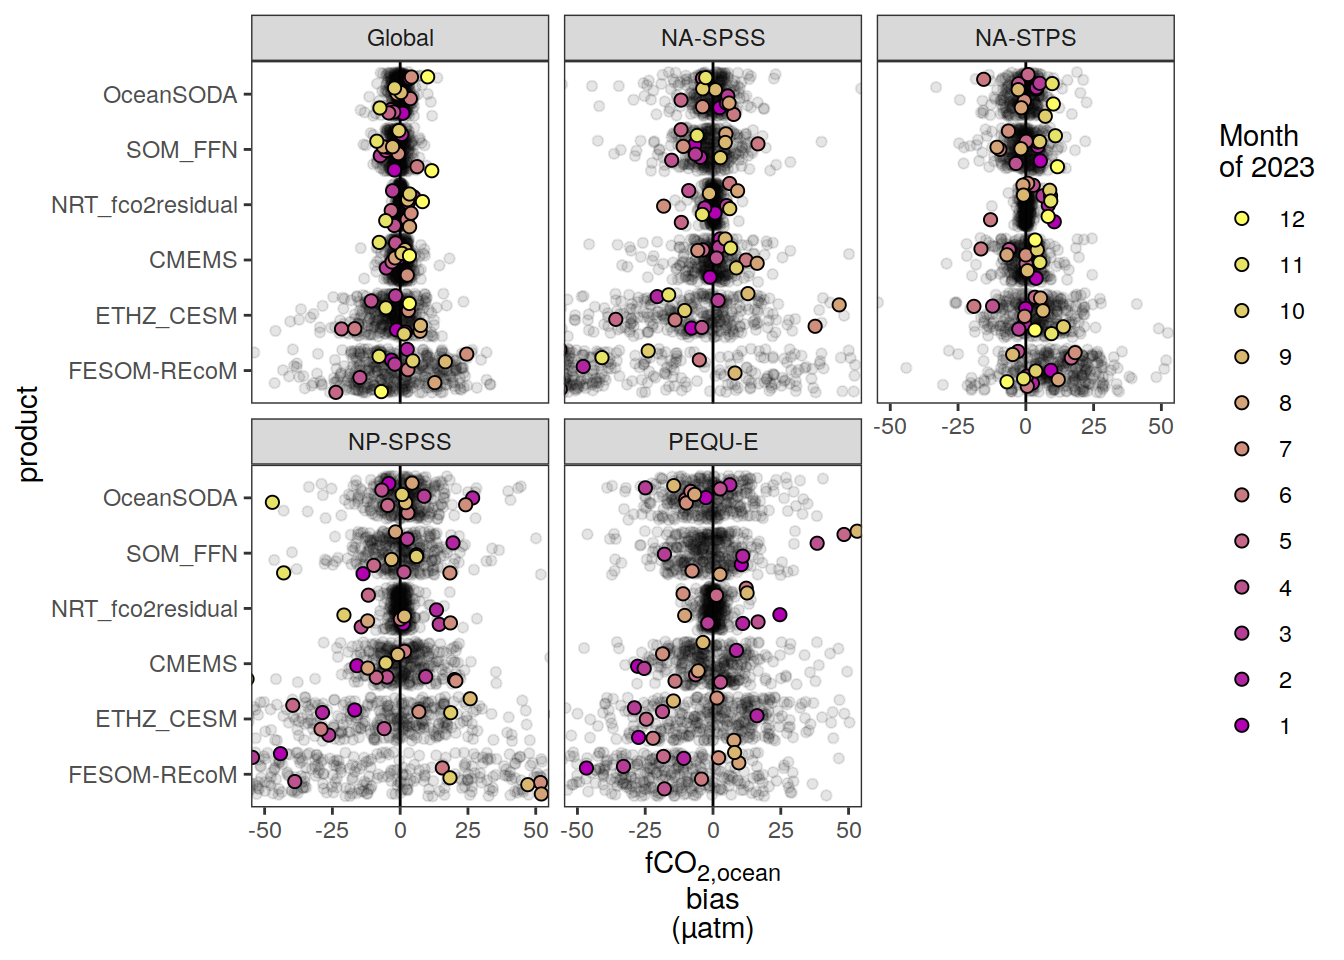 Global
NA-SPSS
NA-STPS
OceanSODA
SOM_FFN
NRT_fco2residual
CMEMS
ETHZ_CESM
FESOM-REcoM
-50 -25 0 25 50
NP-SPSS
PEQU-E
OceanSODA
SOM_FFN
NRT_fco2residual
CMEMS
ETHZ_CESM
FESOM-REcoM
-50 -25 0 25 50
-50 -25 0 25 50
product
fCO2,ocean
bias
(µatm)
Month
of 2023
12
11
10
9
8
7
6
5
4
3
2
1